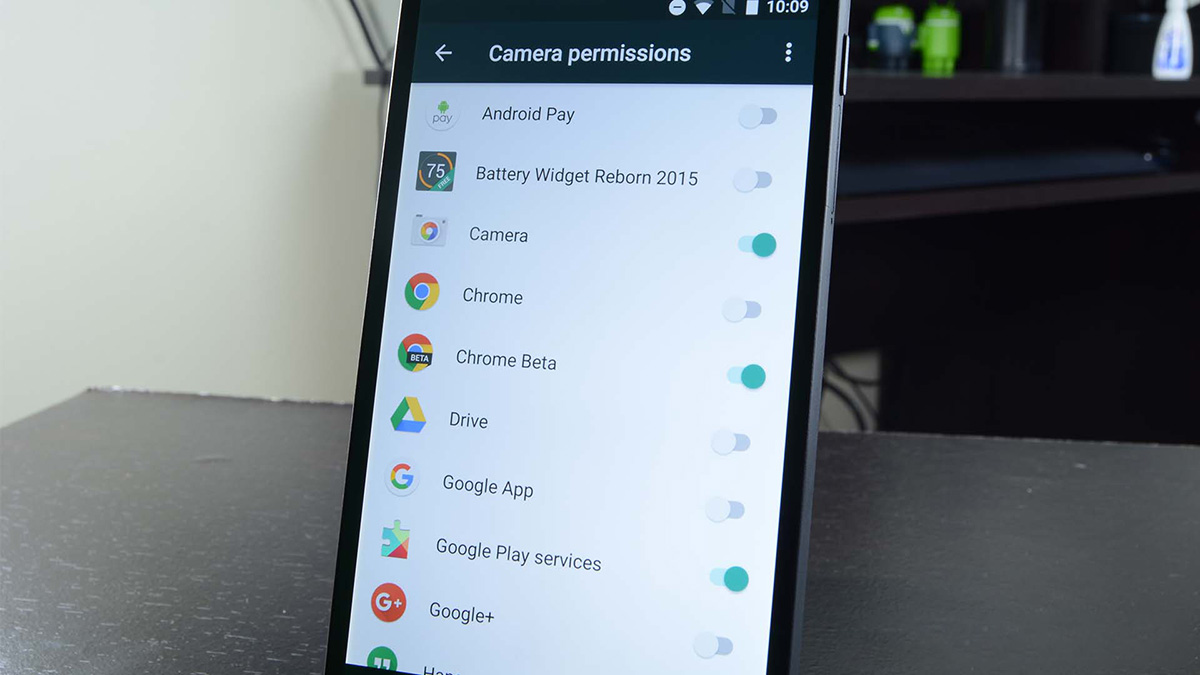 10:09
Camera permissions
pay
Android Pay
75
FREE
Battery Widget Reborn 2015
Camera
Chrome
BETA
Chrome Beta
Drive
G
Google App
Google Play services
G+
Google+